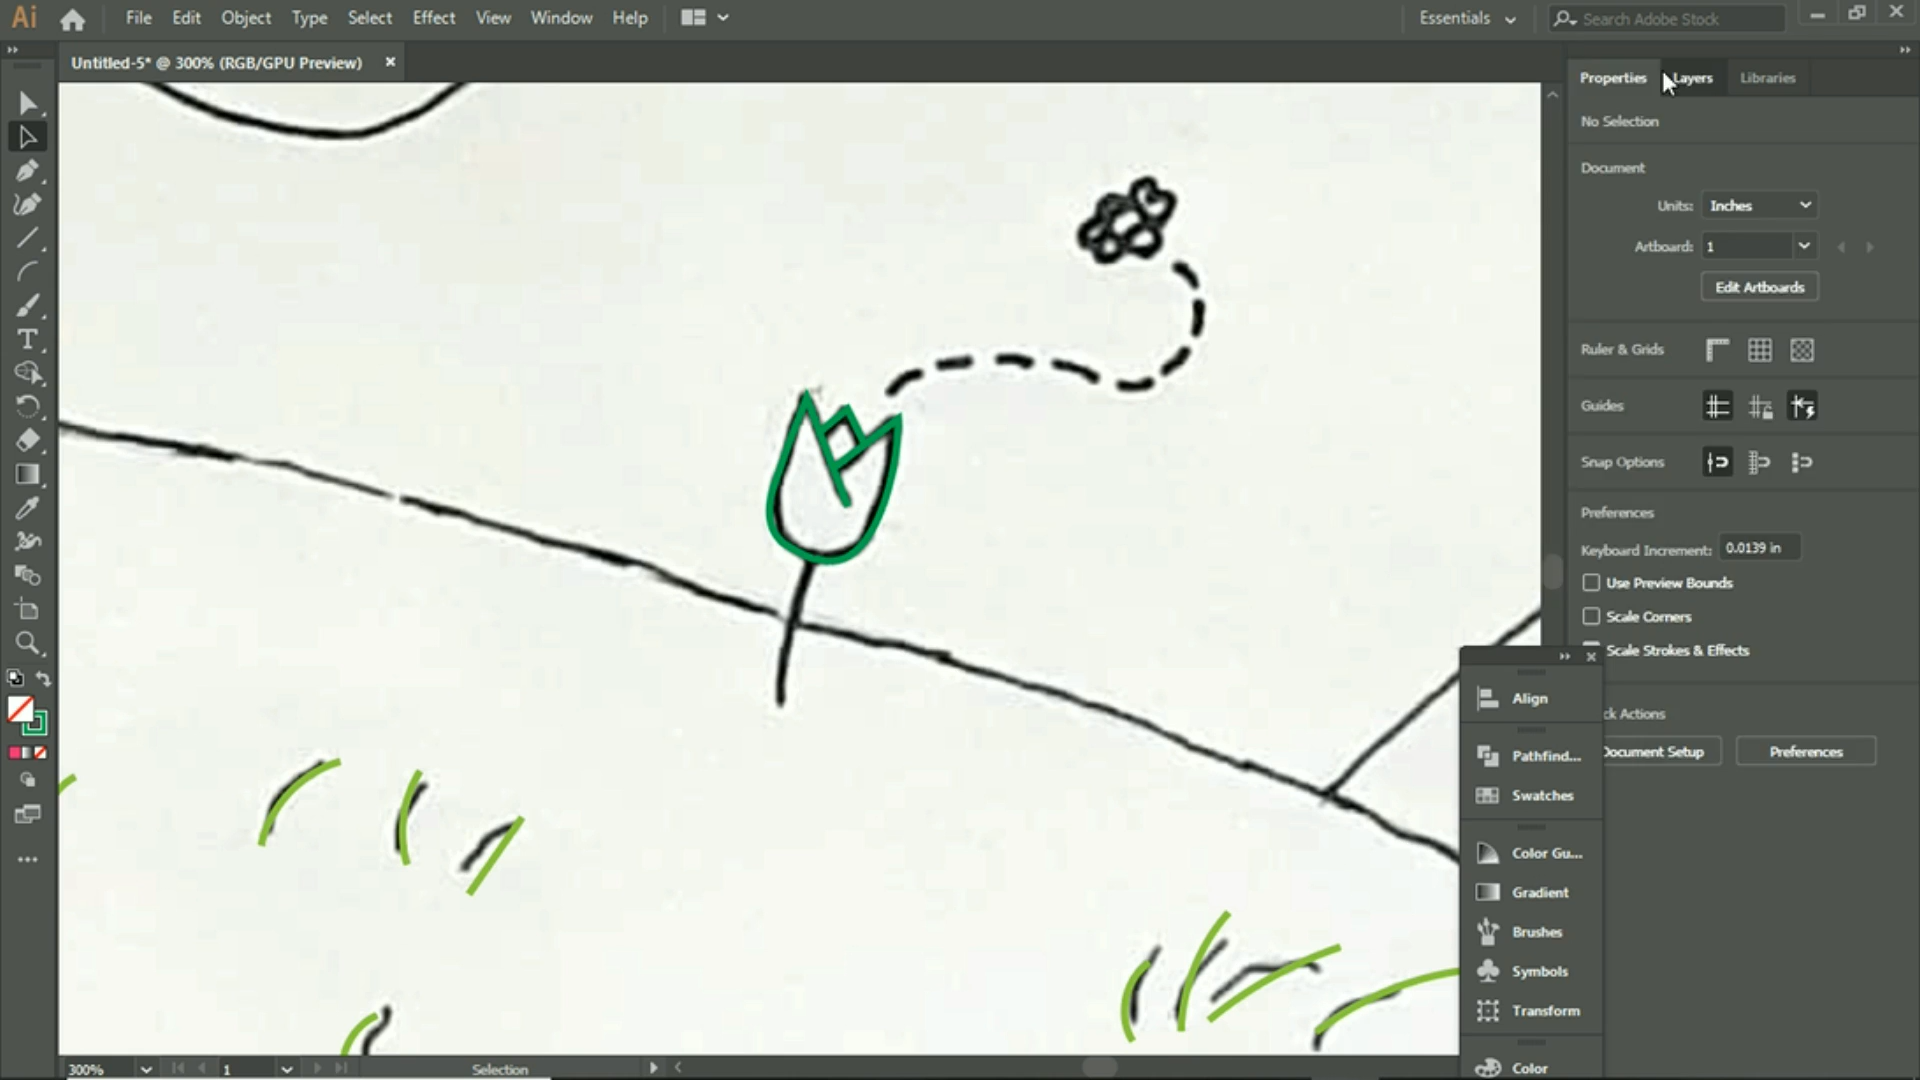 Ai File Edit Object Type Select Effect View Window Help Essentials Search Adobe Stock
Untitled-5* @ 300% (RGB/GPU Preview)
Properties Layers Libraries
No Selection
Document
Units: Inches
Artboard: 1
Edit Artboards
Ruler & Grids
Guides
Snap Options
Preferences
Keyboard Increment: 0.0139 in
Use Preview Bounds
Scale Corners
Scale Strokes & Effects
ck Actions
Document Setup Preferences
Align
Pathfind...
Swatches
Color Gu...
Gradient
Brushes
Symbols
Transform
Color
300% 1 Selection